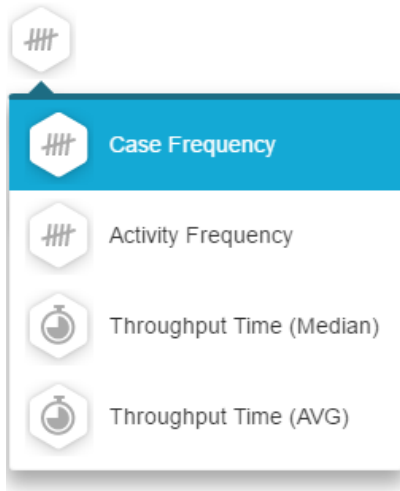 Case Frequency
Activity Frequency
Throughput Time (Median)
Throughput Time (AVG)